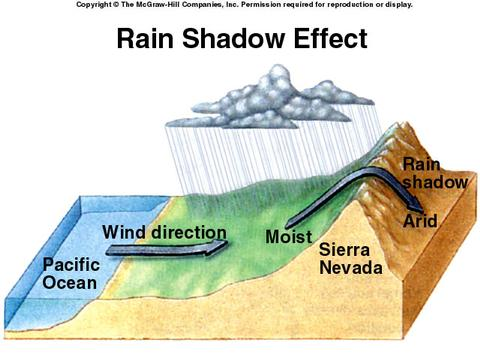 Copyright © The McGraw-Hill Companies, Inc. Permission required for reproduction or display.
Rain Shadow Effect
Rain
shadow
Arid
Wind direction
Moist
Sierra
Nevada
Pacific
Ocean